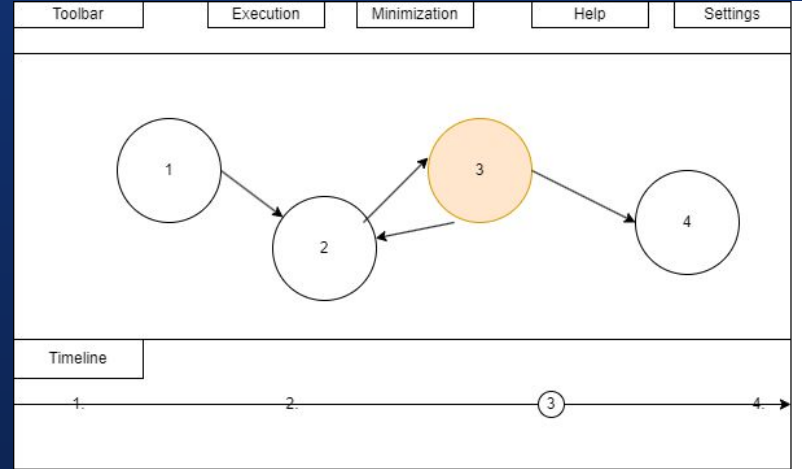 Toolbar
Execution
Minimization
Help
Settings
1
2
3
4
Timeline
1.
2.
3
4.